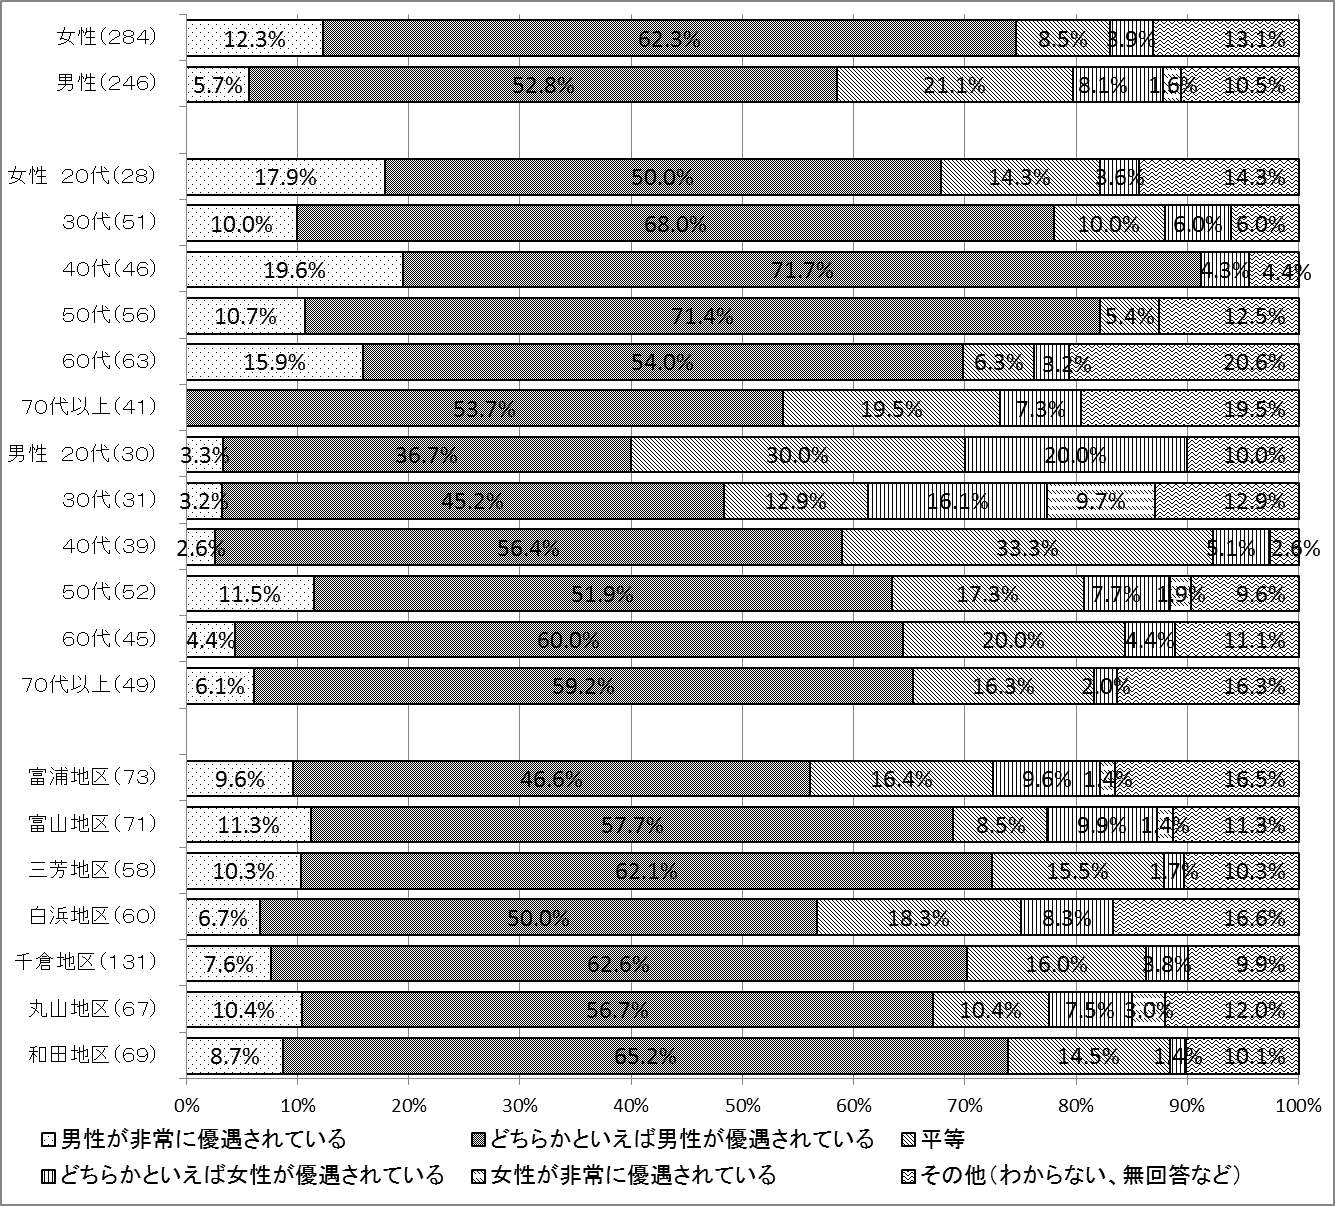 女性(284) 12.3% 62.3% 8.5% 3.9% 13.1%
男性(246) 5.7% 52.8% 21.1% 8.1% 1.6% 10.5%
女性 20代(28) 17.9% 50.0% 14.3% 3.6% 14.3%
30代(51) 10.0% 68.0% 10.0% 6.0% 6.0%
40代(46) 19.6% 71.7% 4.3% 4.4%
50代(56) 10.7% 71.4% 5.4% 12.5%
60代(63) 15.9% 54.0% 6.3% 3.2% 20.6%
70代以上(41) 53.7% 19.5% 7.3% 19.5%
男性 20代(30) 3.3% 36.7% 30.0% 20.0% 10.0%
30代(31) 3.2% 45.2% 12.9% 16.1% 9.7% 12.9%
40代(39) 2.6% 56.4% 33.3% 5.1% 2.6%
50代(52) 11.5% 51.9% 17.3% 7.7% 1.9% 9.6%
60代(45) 4.4% 60.0% 20.0% 4.4% 11.1%
70代以上(49) 6.1% 59.2% 16.3% 2.0% 16.3%
富浦地区(73) 9.6% 46.6% 16.4% 9.6% 1.4% 16.5%
富山地区(71) 11.3% 57.7% 8.5% 9.9% 1.4% 11.3%
三芳地区(58) 10.3% 62.1% 15.5% 1.7% 10.3%
白浜地区(60) 6.7% 50.0% 18.3% 8.3% 16.6%
千倉地区(131) 7.6% 62.6% 16.0% 3.8% 9.9%
丸山地区(67) 10.4% 56.7% 10.4% 7.5% 3.0% 12.0%
和田地区(69) 8.7% 65.2% 14.5% 1.4% 10.1%
0% 10% 20% 30% 40% 50% 60% 70% 80% 90% 100%
男性が非常に優遇されている どちらかといえば男性が優遇されている 平等
どちらかといえば女性が優遇されている 女性が非常に優遇されている その他(わからない、無回答など)